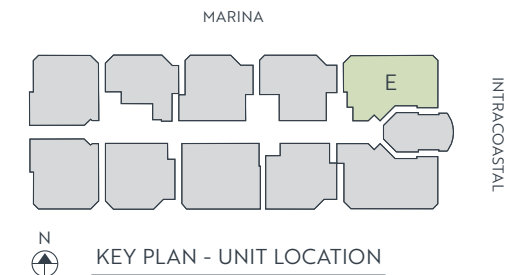 MARINA
E
INTRACOASTAL
N
KEY PLAN - UNIT LOCATION